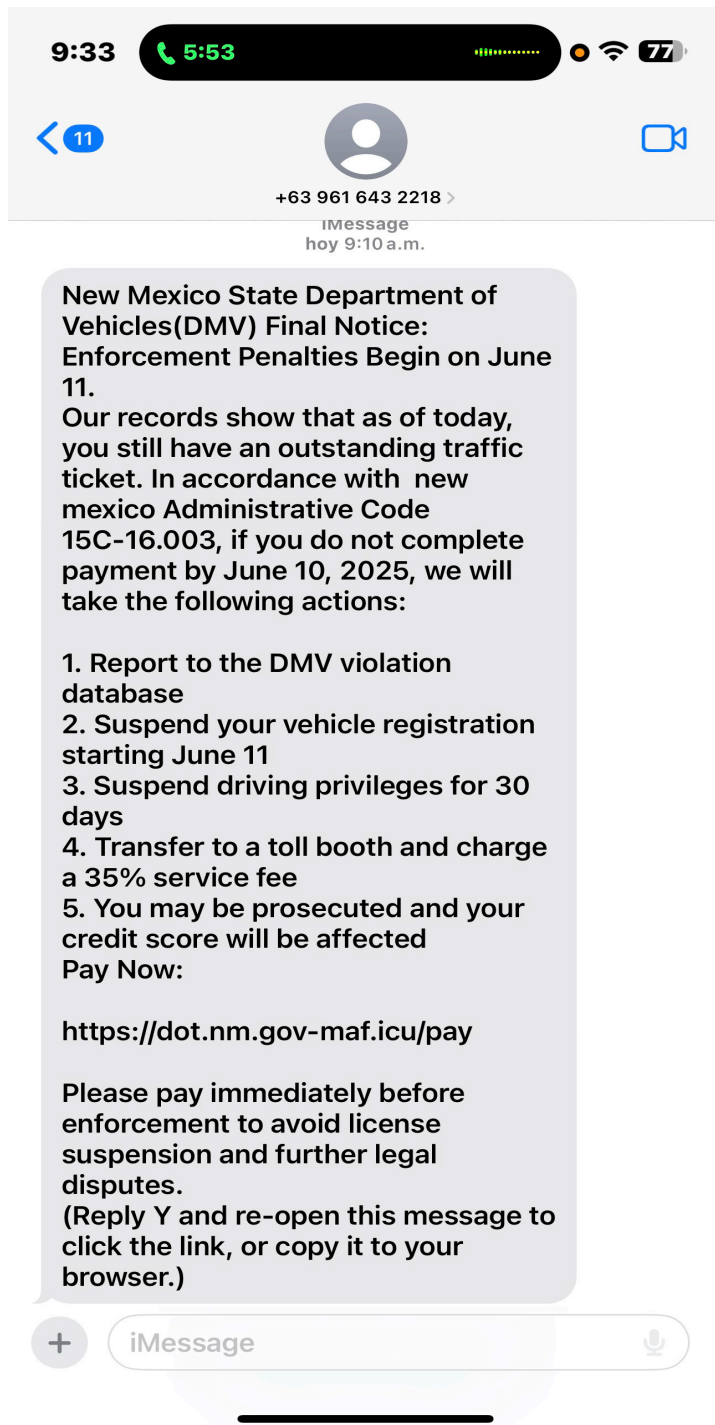 9:33 5:53 77
11
+63 961 643 2218
iMessage
hoy 9:10 a.m.
New Mexico State Department of
Vehicles(DMV) Final Notice:
Enforcement Penalties Begin on June
11.
Our records show that as of today,
you still have an outstanding traffic
ticket. In accordance with  new
mexico Administrative Code
15C-16.003, if you do not complete
payment by June 10, 2025, we will
take the following actions:
1. Report to the DMV violation
database
2. Suspend your vehicle registration
starting June 11
3. Suspend driving privileges for 30
days
4. Transfer to a toll booth and charge
a 35% service fee
5. You may be prosecuted and your
credit score will be affected
Pay Now:
https://dot.nm.gov-maf.icu/pay
Please pay immediately before
enforcement to avoid license
suspension and further legal
disputes.
(Reply Y and re-open this message to
click the link, or copy it to your
browser.)
iMessage